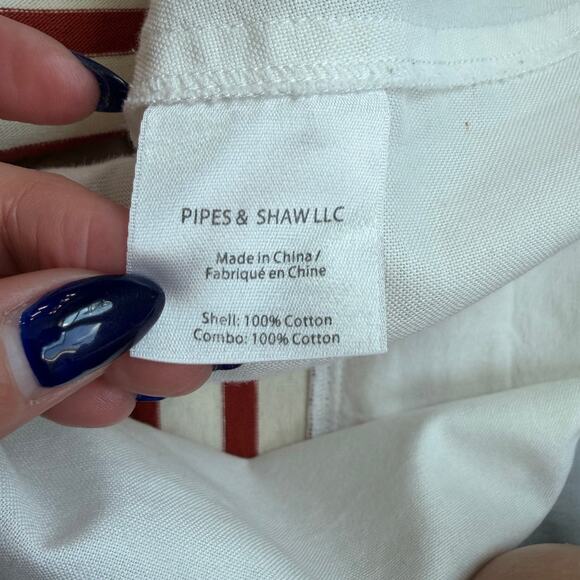 PIPES & SHAW LLC
Made in China/
Fabriqué en Chine
Shell: 100% Cotton
Combo: 100% Cotton